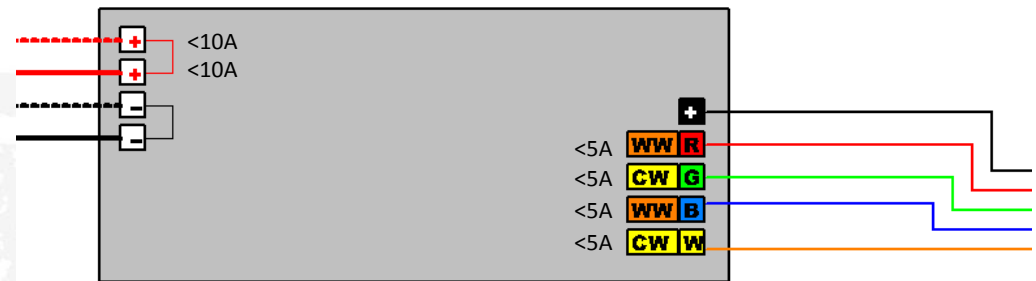 + <10A
+ <10A
-
-
+
<5A WW R
<5A CW G
<5A WW B
<5A CW W